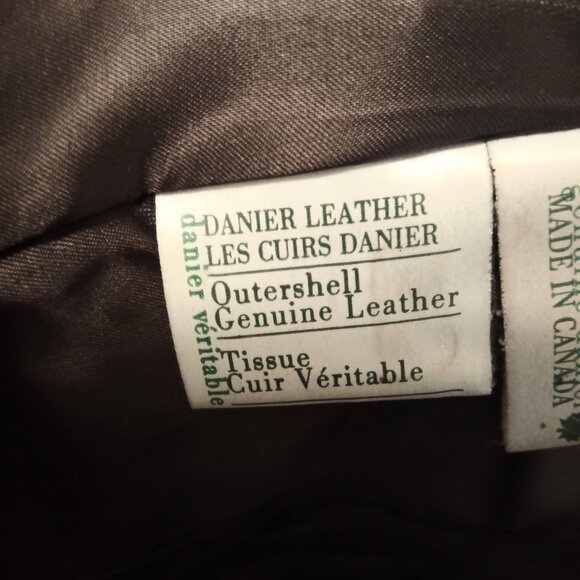 DANIER LEATHER
LES CUIRS DANIER
Outershell
Genuine Leather
Tissue
Cuir Véritable
danier véritable
MADE IN CANADA